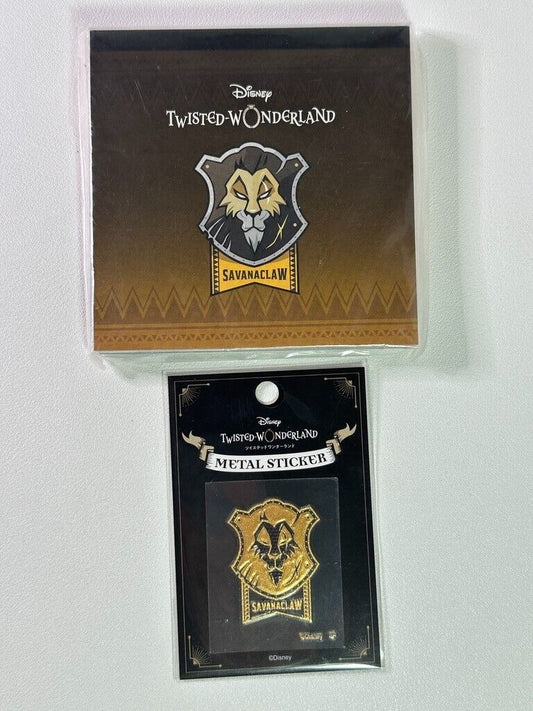 Disney
TWISTED-WONDERLAND
SAVANACLAW
Disney
TWISTED-WONDERLAND
ツイステッドワンダーランド
METAL STICKER
SAVANACLAW
©Disney